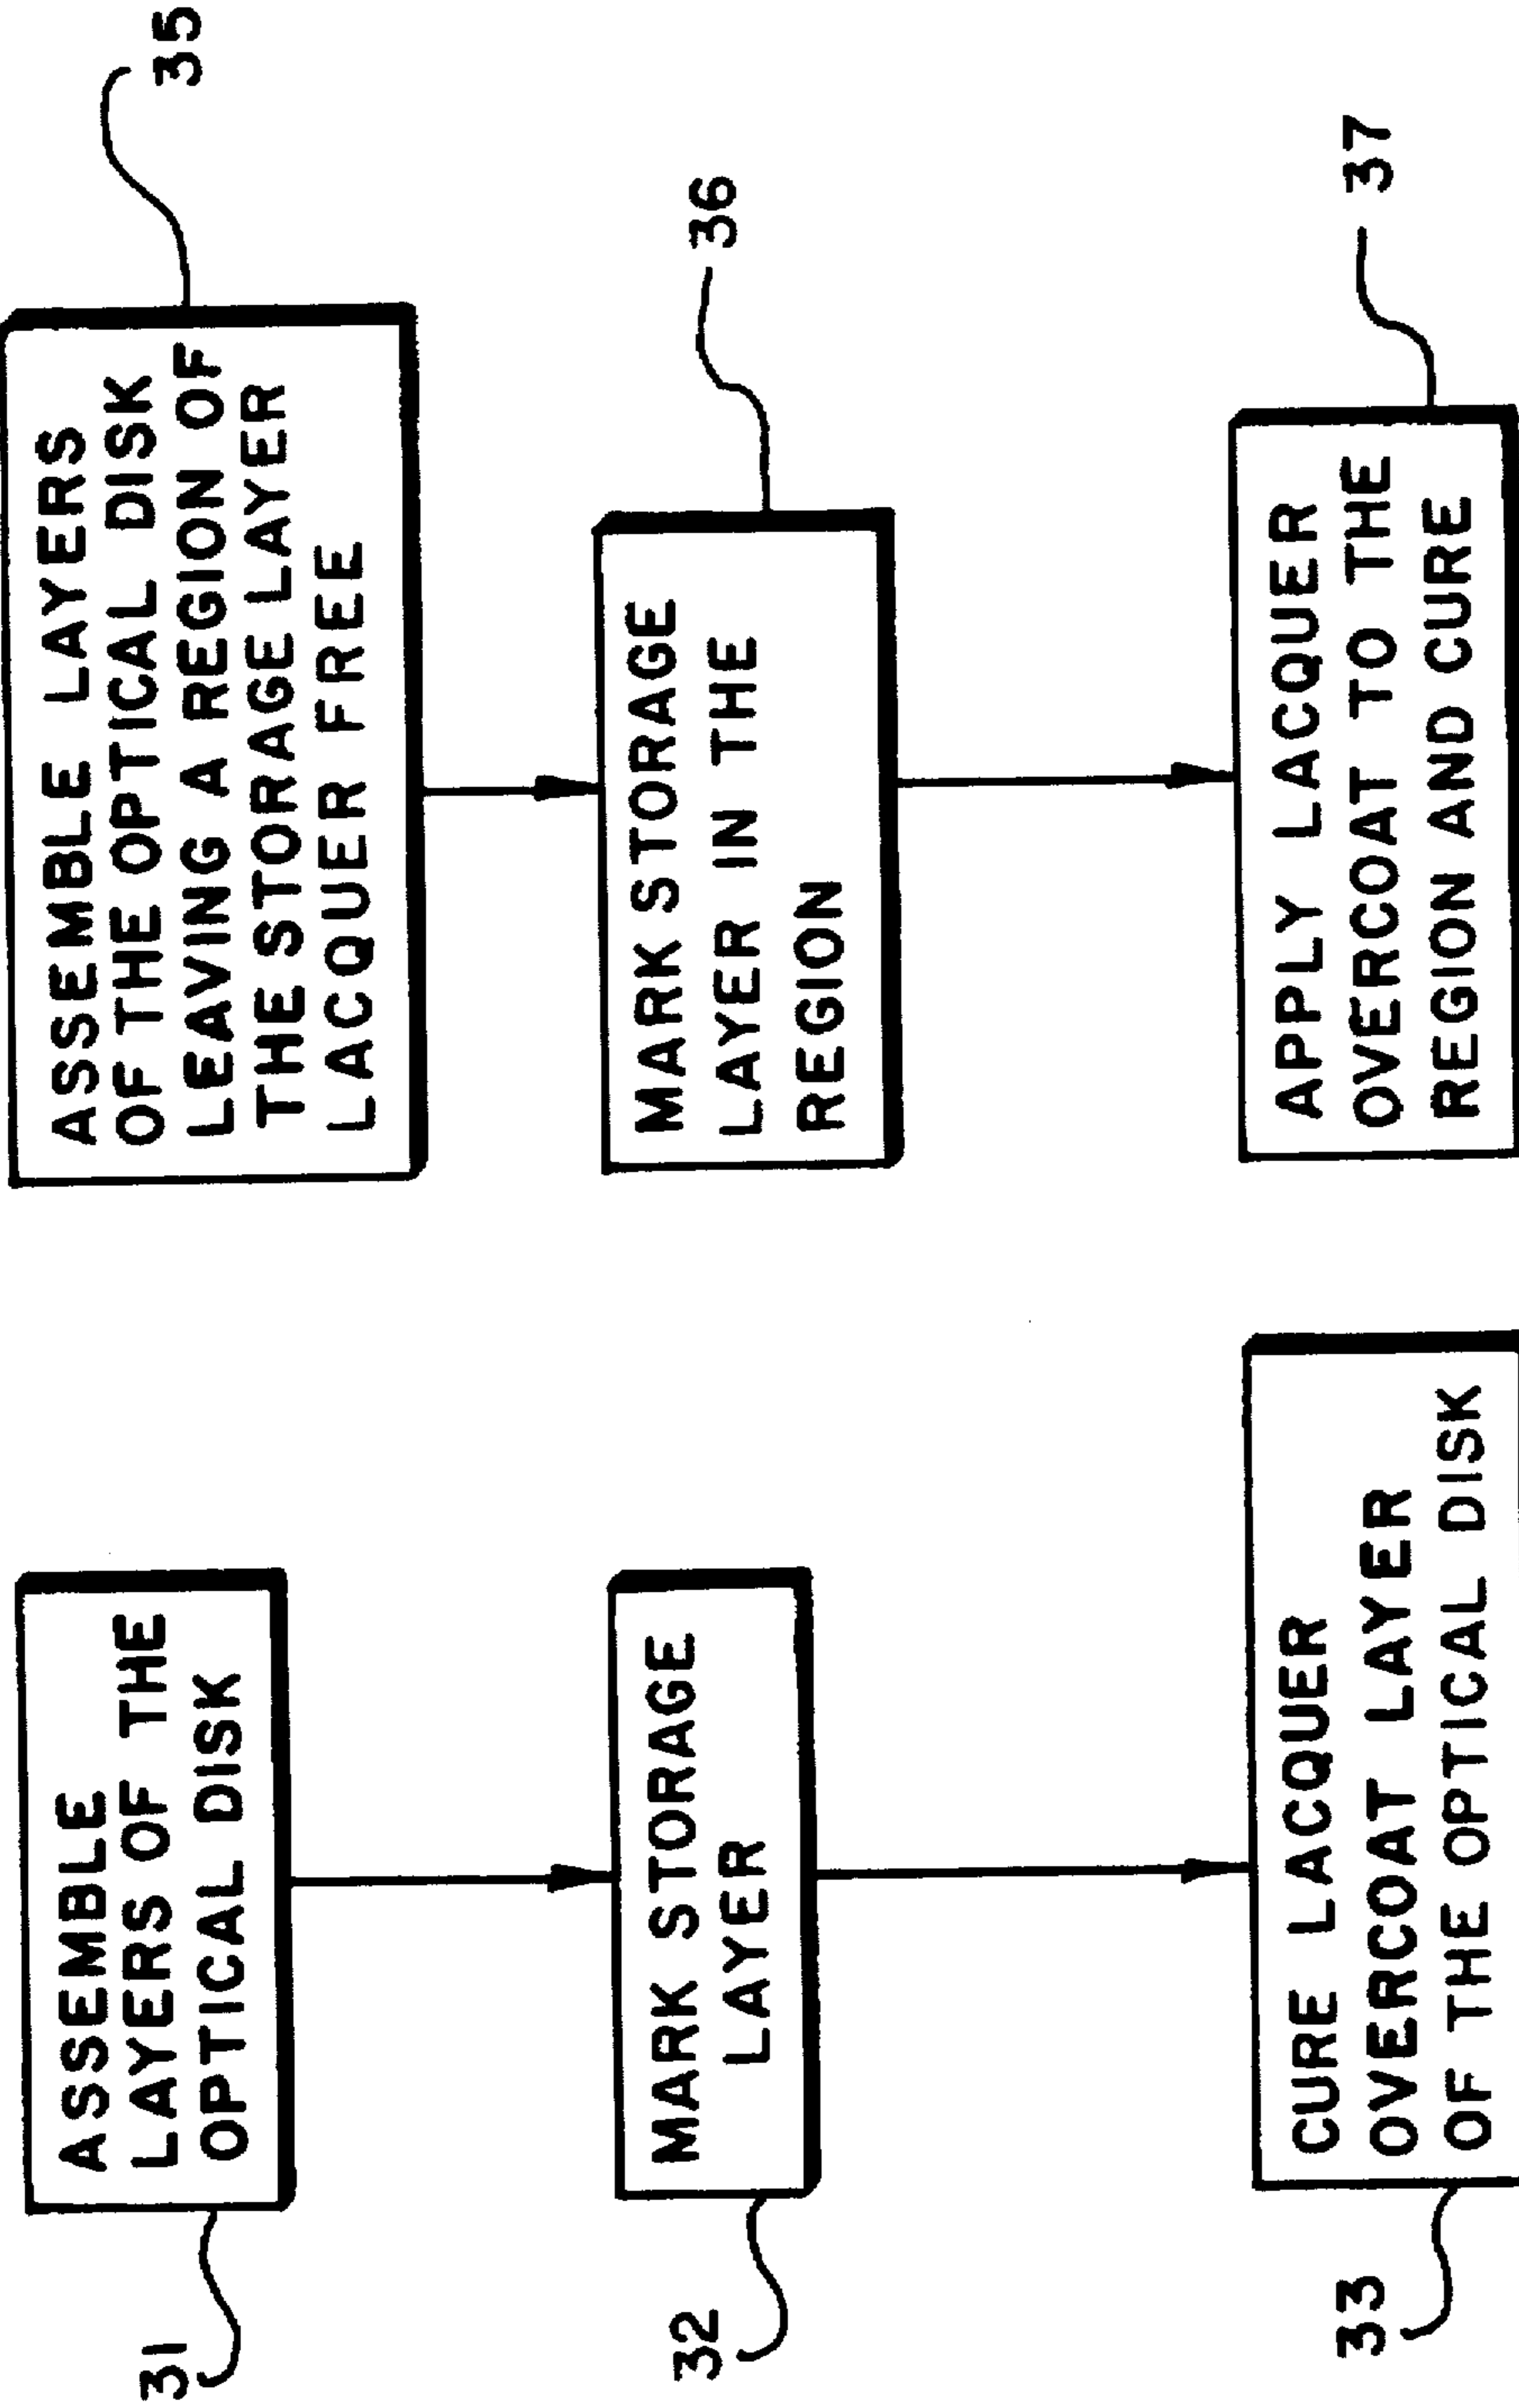 31
ASSEMBLE
LAYERS OF THE
OPTICAL DISK
32
MARK STORAGE
LAYER
33
CURE LACQUER
OVERCOAT LAYER
OF THE OPTICAL DISK
35
ASSEMBLE LAYERS
OF THE OPTICAL DISK
LEAVING A REGION OF
THE STORAGE LAYER
LACQUER FREE
36
MARK STORAGE
LAYER IN THE
REGION
37
APPLY LACQUER
OVERCOAT TO THE
REGION AND CURE